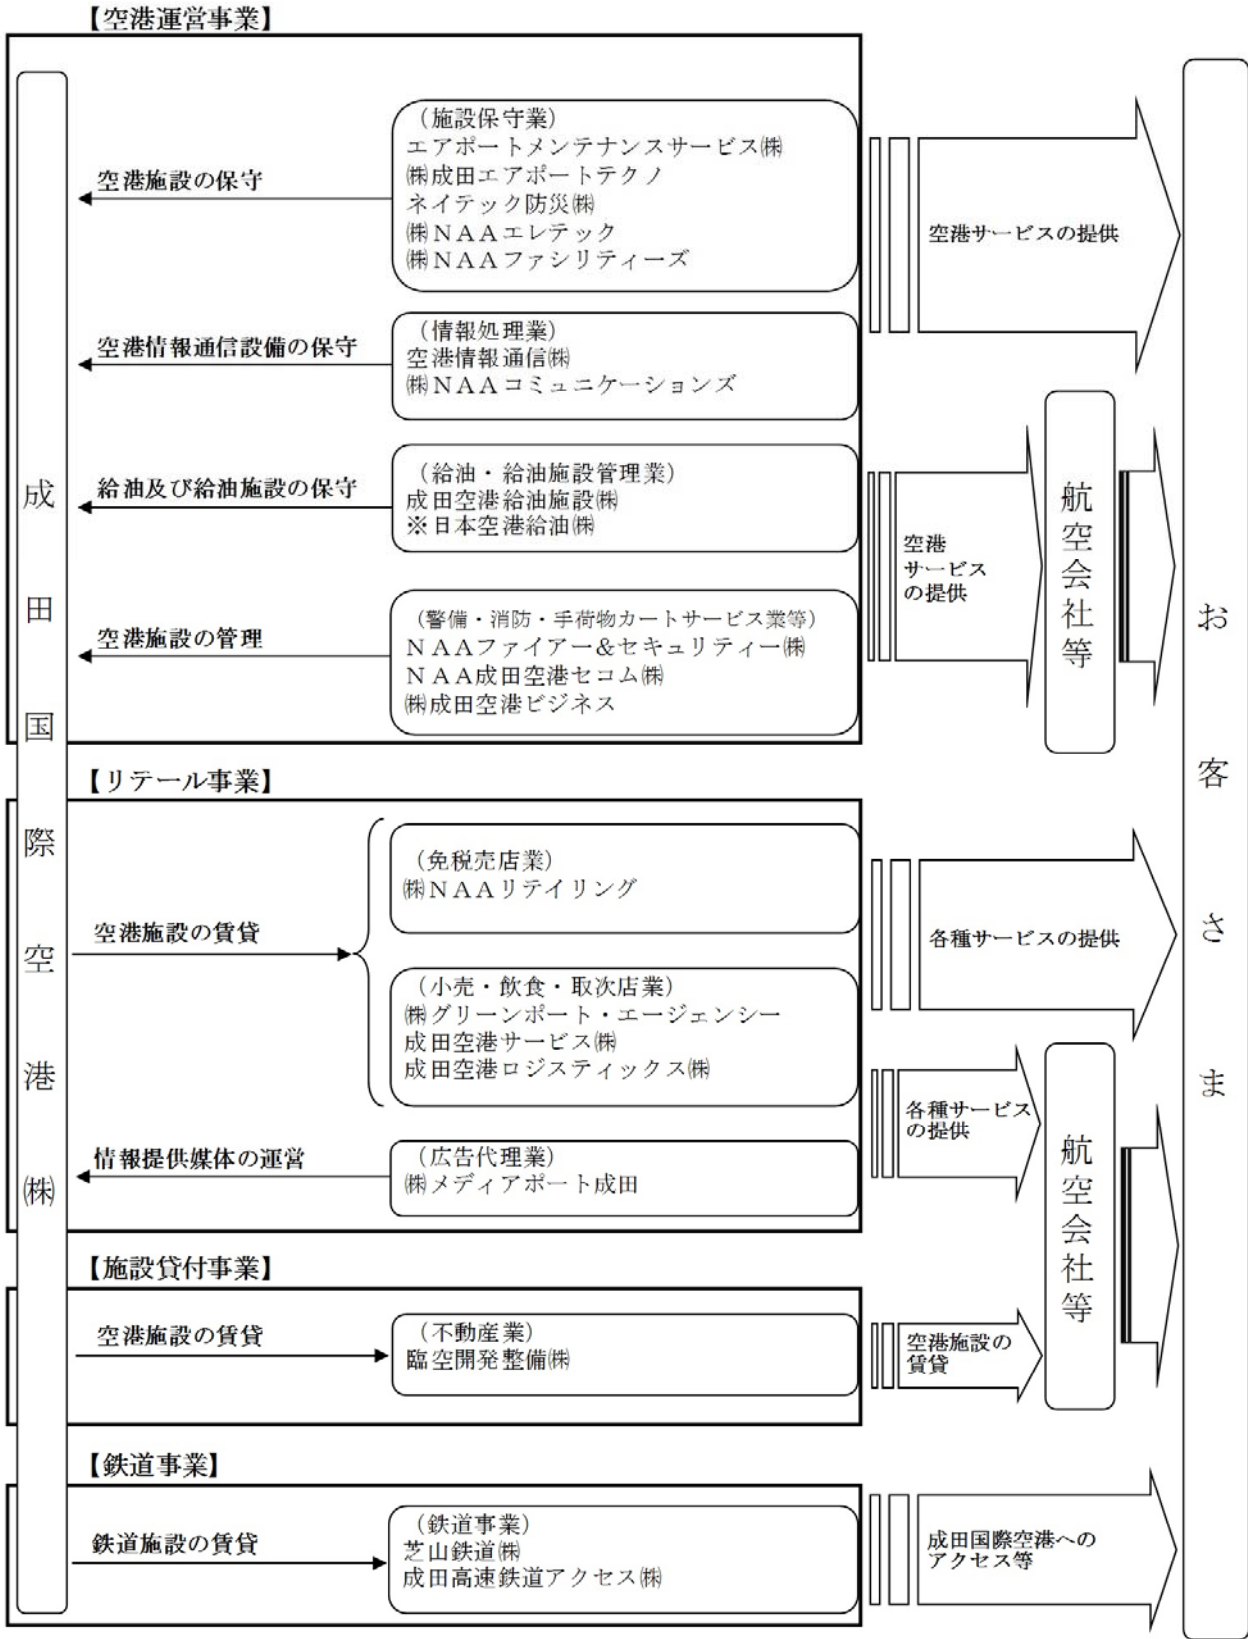 【空港運営事業】
空港施設の保守
（施設保守業）
エアポートメンテナンスサービス㈱
㈱成田エアポートテクノ
ネイテック防災㈱
㈱ＮＡＡエレテック
㈱ＮＡＡファシリティーズ
空港サービスの提供
空港情報通信設備の保守
（情報処理業）
空港情報通信㈱
㈱ＮＡＡコミュニケーションズ
給油及び給油施設の保守
（給油・給油施設管理業）
成田空港給油施設㈱
※日本空港給油㈱
空港施設の管理
（警備・消防・手荷物カートサービス業等）
ＮＡＡファイアー＆セキュリティー㈱
ＮＡＡ成田空港セコム㈱
㈱成田空港ビジネス
空港
サービス
の提供
航空会社等
【リテール事業】
空港施設の賃貸
（免税売店業）
㈱ＮＡＡリテイリング
（小売・飲食・取次店業）
㈱グリーンポート・エージェンシー
成田空港サービス㈱
成田空港ロジスティックス㈱
各種サービスの提供
情報提供媒体の運営
（広告代理業）
㈱メディアポート成田
各種サービス
の提供
航空会社等
【施設貸付事業】
空港施設の賃貸
（不動産業）
臨空開発整備㈱
空港施設の
賃貸
【鉄道事業】
鉄道施設の賃貸
（鉄道事業）
芝山鉄道㈱
成田高速鉄道アクセス㈱
成田国際空港への
アクセス等
成田国際空港㈱
お客さま